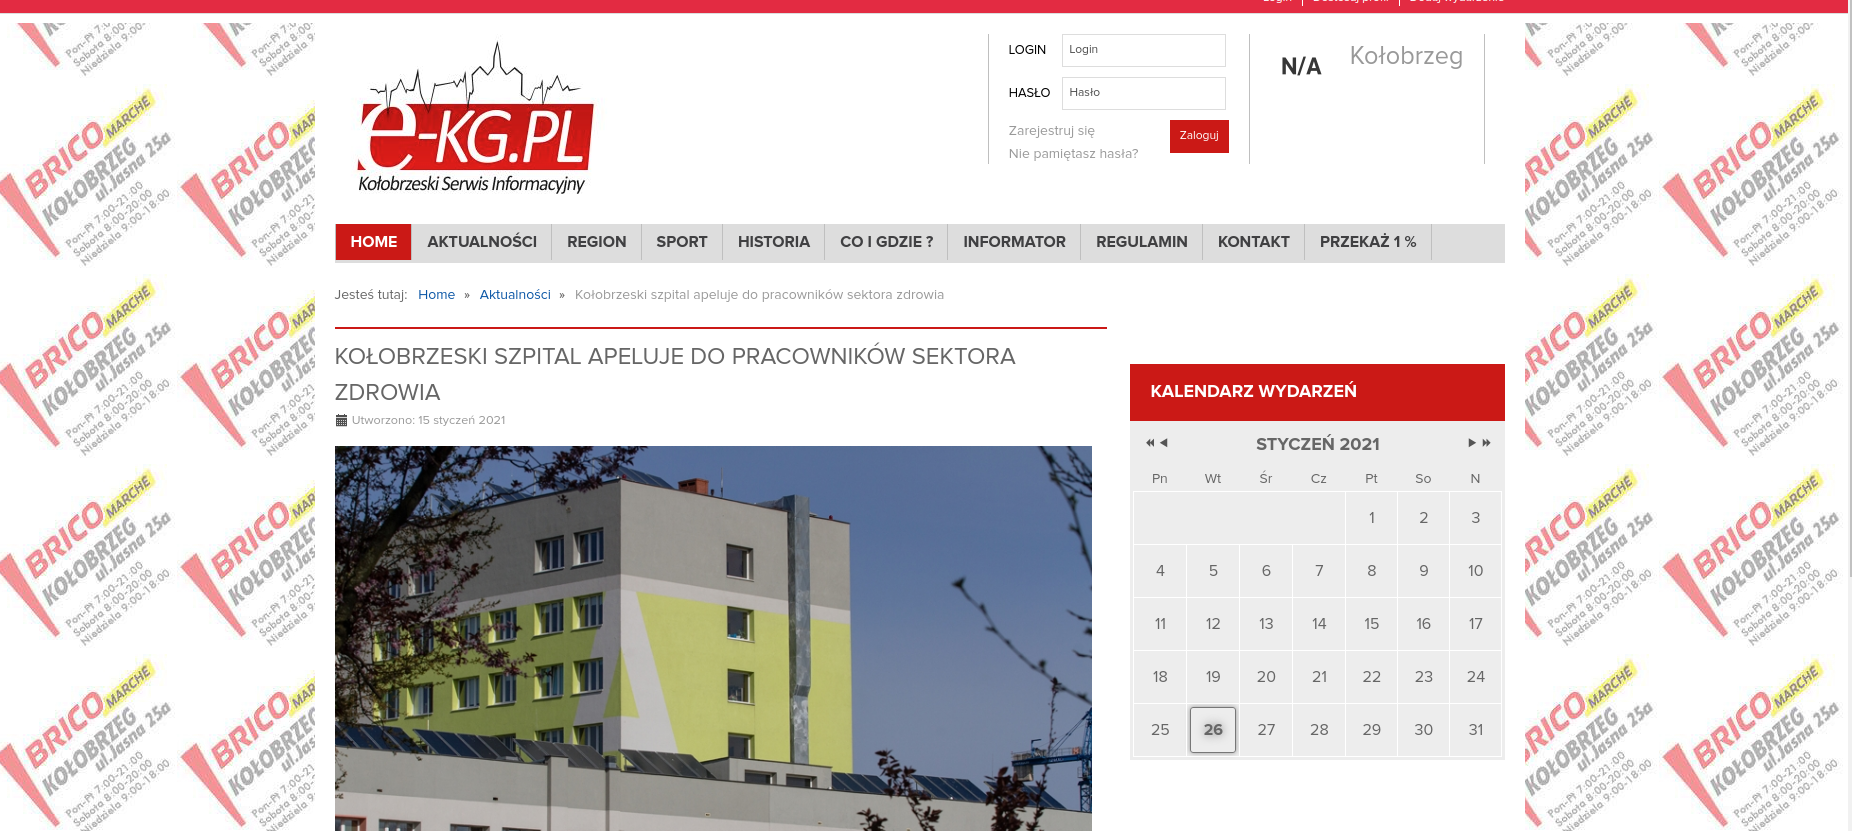 e-KG.PL
Kołobrzeski Serwis Informacyjny
LOGIN Login
HASŁO Hasło
Zarejestruj się
Nie pamiętasz hasła?
Zaloguj
N/A
Kołobrzeg
HOME AKTUALNOŚCI REGION SPORT HISTORIA CO I GDZIE ? INFORMATOR REGULAMIN KONTAKT PRZEKAŻ 1 %
Jesteś tutaj: Home » Aktualności » Kołobrzeski szpital apeluje do pracowników sektora zdrowia
KOŁOBRZESKI SZPITAL APELUJE DO PRACOWNIKÓW SEKTORA
ZDROWIA
Utworzono: 15 styczeń 2021
KALENDARZ WYDARZEŃ
STYCZEŃ 2021
Pn Wt Śr Cz Pt So N
1 2 3
4 5 6 7 8 9 10
11 12 13 14 15 16 17
18 19 20 21 22 23 24
25 26 27 28 29 30 31
BRICO MARCHÉ
KOŁOBRZEG
ul.Jasna 25a
Pon-Pt 7:00-21:00
Sobota 8:00-20:00
Niedziela 9:00-18:00